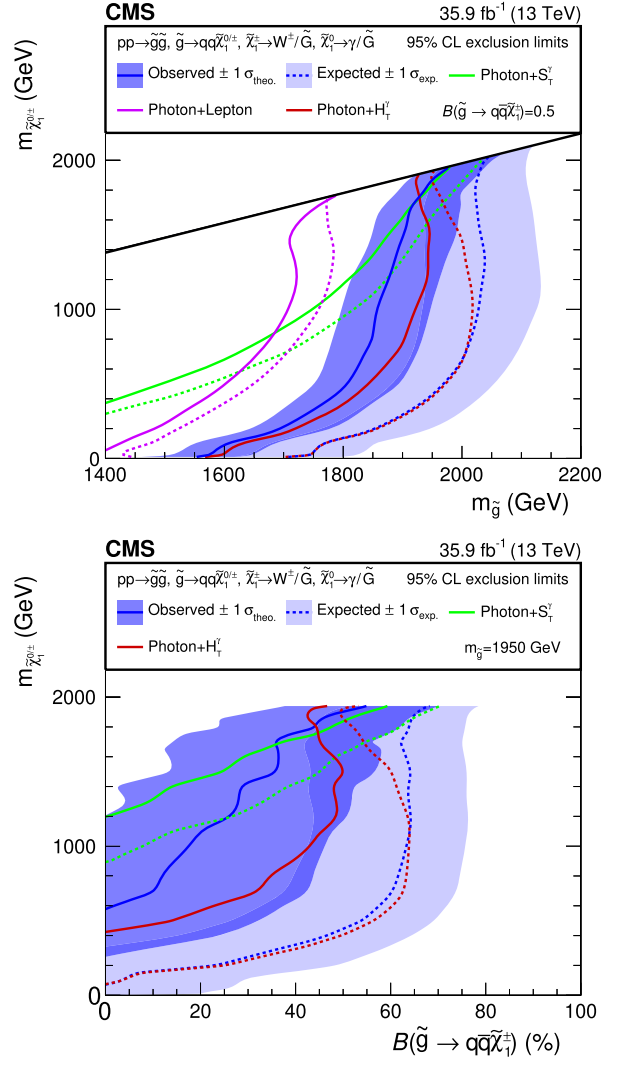 CMS 35.9 fb⁻¹ (13 TeV)
pp→g̃g̃, g̃→qqχ̃₁⁰ᐟ±, χ̃₁±→W±/G̃, χ̃₁⁰→γ/G̃ 95% CL exclusion limits
Observed ± 1 σtheo. Expected ± 1 σexp. Photon+S_T^γ
Photon+Lepton Photon+H_T^γ B(g̃ → qq̄χ̃₁±)=0.5
m_χ̃₁⁰ᐟ± (GeV)
2000
1000
0
1400 1600 1800 2000 2200
m_g̃ (GeV)
CMS 35.9 fb⁻¹ (13 TeV)
pp→g̃g̃, g̃→qqχ̃₁⁰ᐟ±, χ̃₁±→W±/G̃, χ̃₁⁰→γ/G̃ 95% CL exclusion limits
Observed ± 1 σtheo. Expected ± 1 σexp. Photon+S_T^γ
Photon+H_T^γ m_g̃=1950 GeV
m_χ̃₁⁰ᐟ± (GeV)
2000
1000
0
0 20 40 60 80 100
B(g̃ → qq̄χ̃₁±) (%)